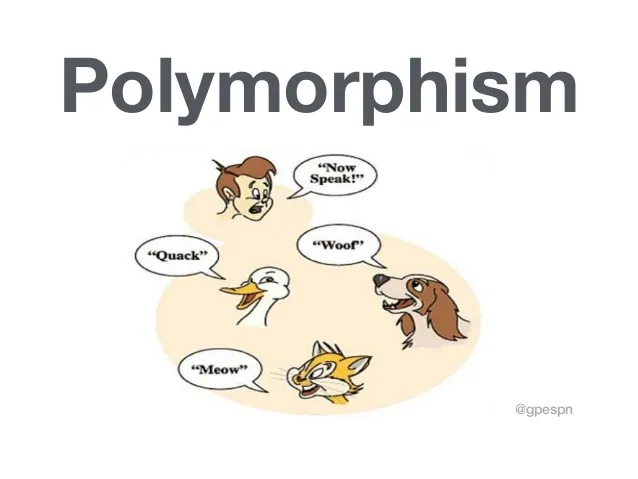 Polymorphism
“Now
Speak!”
“Quack”
“Woof”
“Meow”
@gpespn